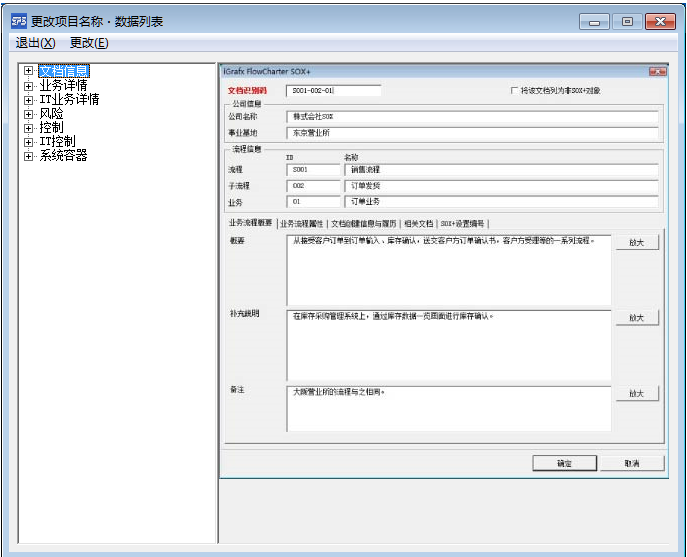 SPS 更改项目名称・数据列表
退出(X) 更改(E)
文档信息
业务详情
IT业务详情
风险
控制
IT控制
系统容器
iGrafx FlowCharter SOX+
文档识别码 S001-002-01 将该文档列为非SOX+对象
公司信息
公司名称 株式会社SOX
事业基地 东京营业所
流程信息
ID 名称
流程 S001 销售流程
子流程 002 订单发货
业务 01 订单业务
业务流程概要 业务流程属性 文档创建信息与履历 相关文档 SOX+设置编号
概要 从接受客户订单到订单输入、库存确认，送交客户方订单确认书，客户方受理等的一系列流程。 放大
补充说明 在库存采购管理系统上，通过库存数据一览画面进行库存确认。 放大
备注 大阪营业所的流程与之相同。 放大
确定 取消